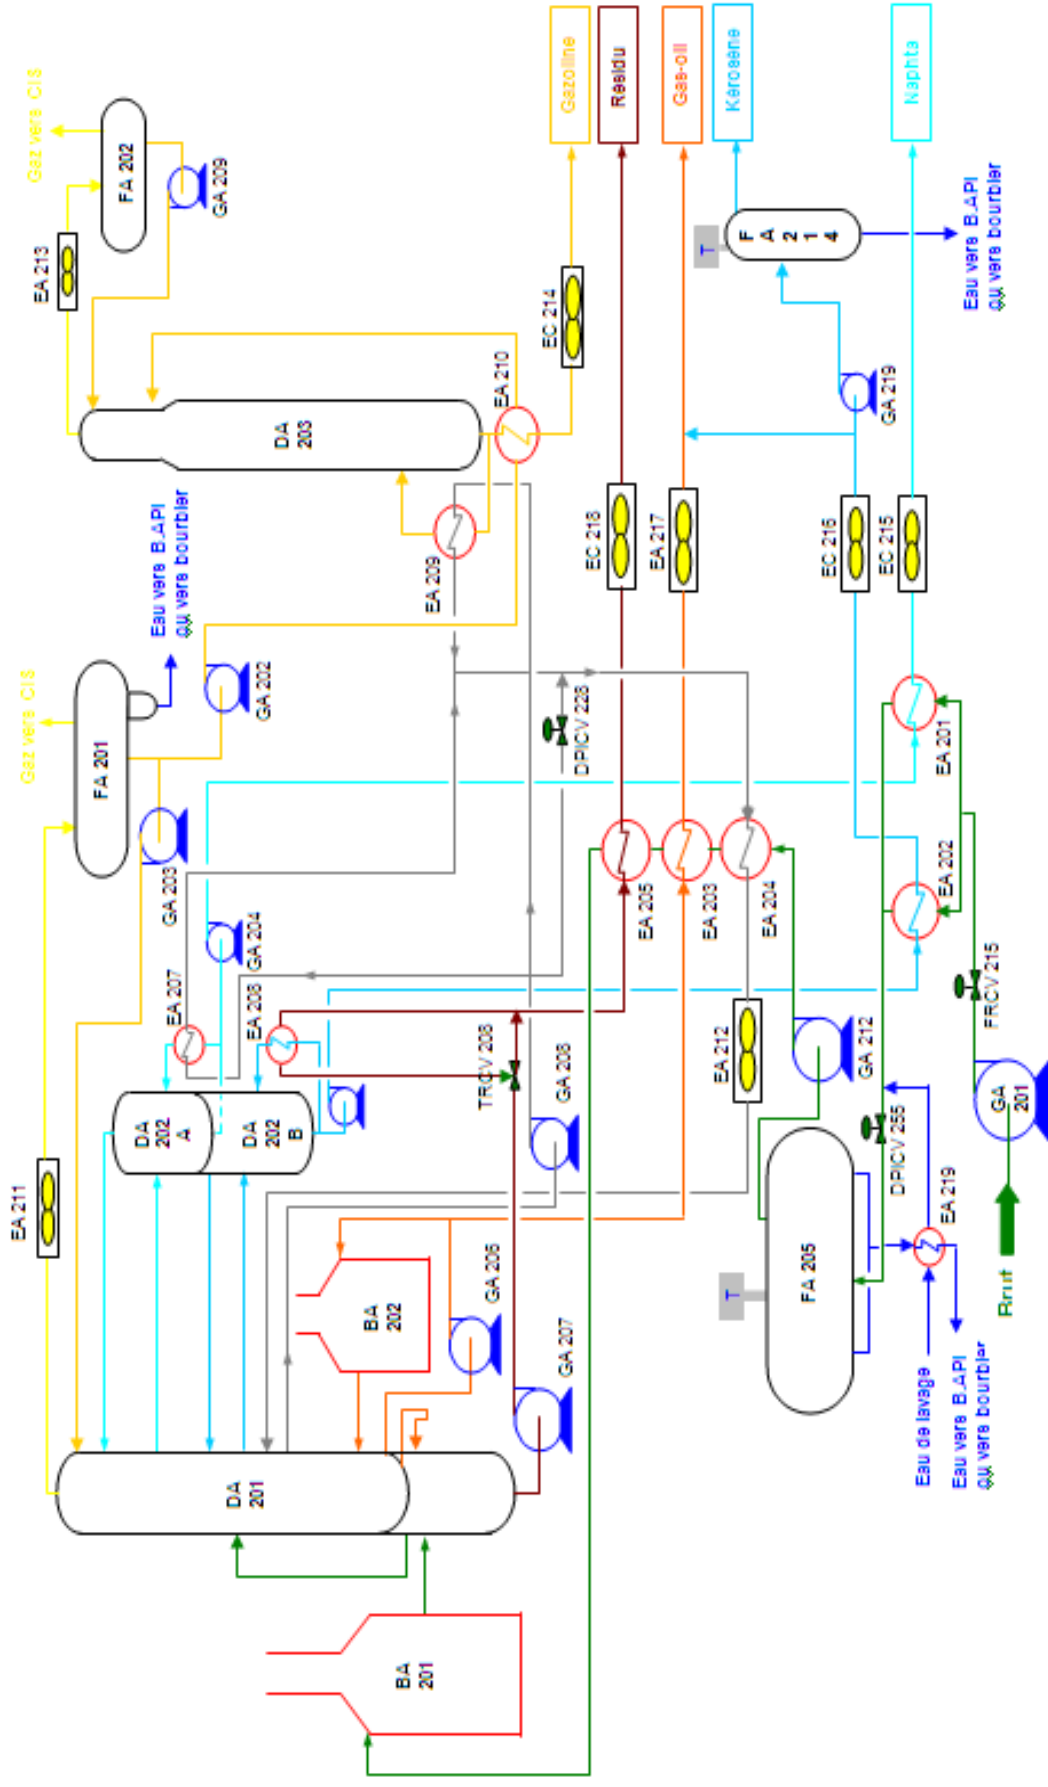 Gaz vers CIS
FA 202
EA 213
GA 209
DA
203
EA 210
EC 214
Gazoline
Résidu
Gas-oil
Kérosène
Naphta
T
F
A
2
1
4
Eau vers B.API
ou vers bourbier
GA 219
Eau vers B.API
ou vers bourbier
EA 209
EC 218
EA 217
EC 216
EC 215
Gaz vers CIS
FA 201
GA 202
GA 203
DPICV 228
EA 205
EA 203
EA 204
EA 202
EA 201
GA 204
EA 207
EA 208
TRCV 208
GA 208
EA 212
GA 212
FRCV 215
GA
201
DPICV 255
EA 219
Brut
EA 211
DA
202
A
DA
202
B
BA
202
GA 206
GA 207
T
FA 205
Eau de lavage
Eau vers B.API
ou vers bourbier
DA
201
BA
201